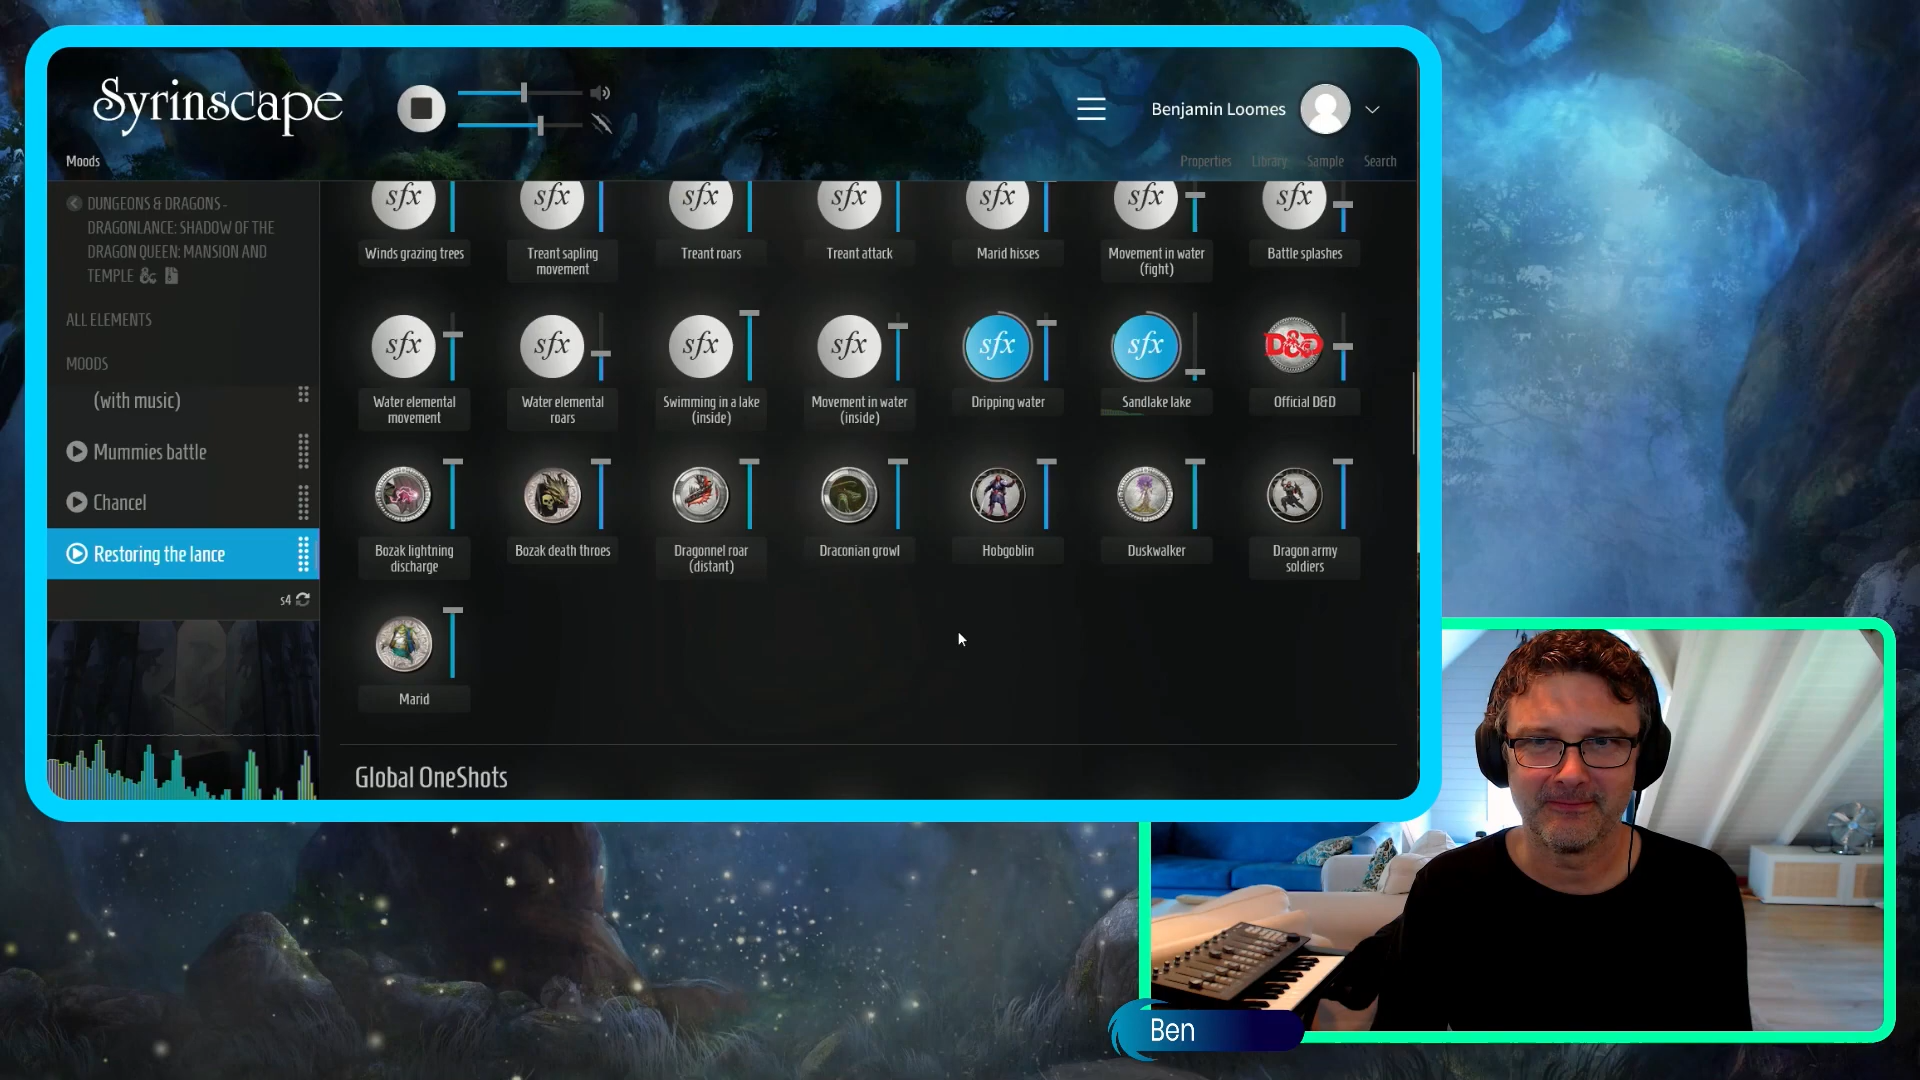 Syrinscape
Benjamin Loomes
Moods
Properties
Library
Sample
Search
DUNGEONS & DRAGONS -
DRAGONLANCE: SHADOW OF THE
DRAGON QUEEN: MANSION AND
TEMPLE
ALL ELEMENTS
MOODS
(with music)
Mummies battle
Chancel
Restoring the lance
s4
sfx
sfx
sfx
sfx
sfx
sfx
sfx
Winds grazing trees
Treant sapling
movement
Treant roars
Treant attack
Marid hisses
Movement in water
(fight)
Battle splashes
sfx
sfx
sfx
sfx
sfx
sfx
D&D
Water elemental
movement
Water elemental
roars
Swimming in a lake
(inside)
Movement in water
(inside)
Dripping water
Sandlake lake
Official D&D
Bozak lightning
discharge
Bozak death throes
Dragonnel roar
(distant)
Draconian growl
Hobgoblin
Duskwalker
Dragon army
soldiers
Marid
Global OneShots
Ben